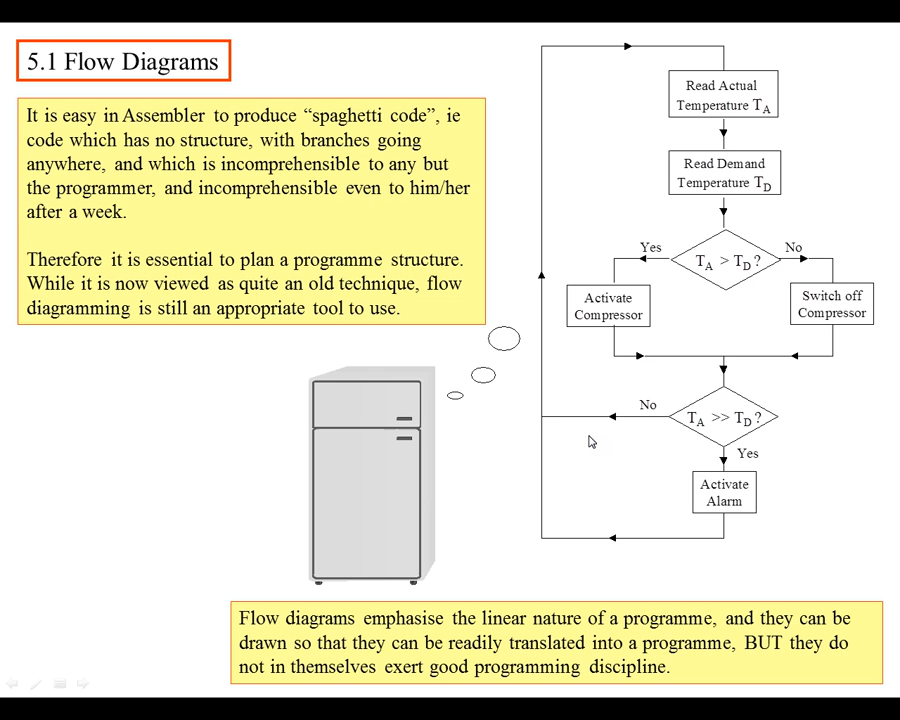 5.1 Flow Diagrams
It is easy in Assembler to produce “spaghetti code”, ie
code which has no structure, with branches going
anywhere, and which is incomprehensible to any but
the programmer, and incomprehensible even to him/her
after a week.
Therefore it is essential to plan a programme structure.
While it is now viewed as quite an old technique, flow
diagramming is still an appropriate tool to use.
Read Actual
Temperature TA
Read Demand
Temperature TD
TA > TD?
Yes
No
Activate
Compressor
Switch off
Compressor
TA >> TD?
No
Yes
Activate
Alarm
Flow diagrams emphasise the linear nature of a programme, and they can be
drawn so that they can be readily translated into a programme, BUT they do
not in themselves exert good programming discipline.